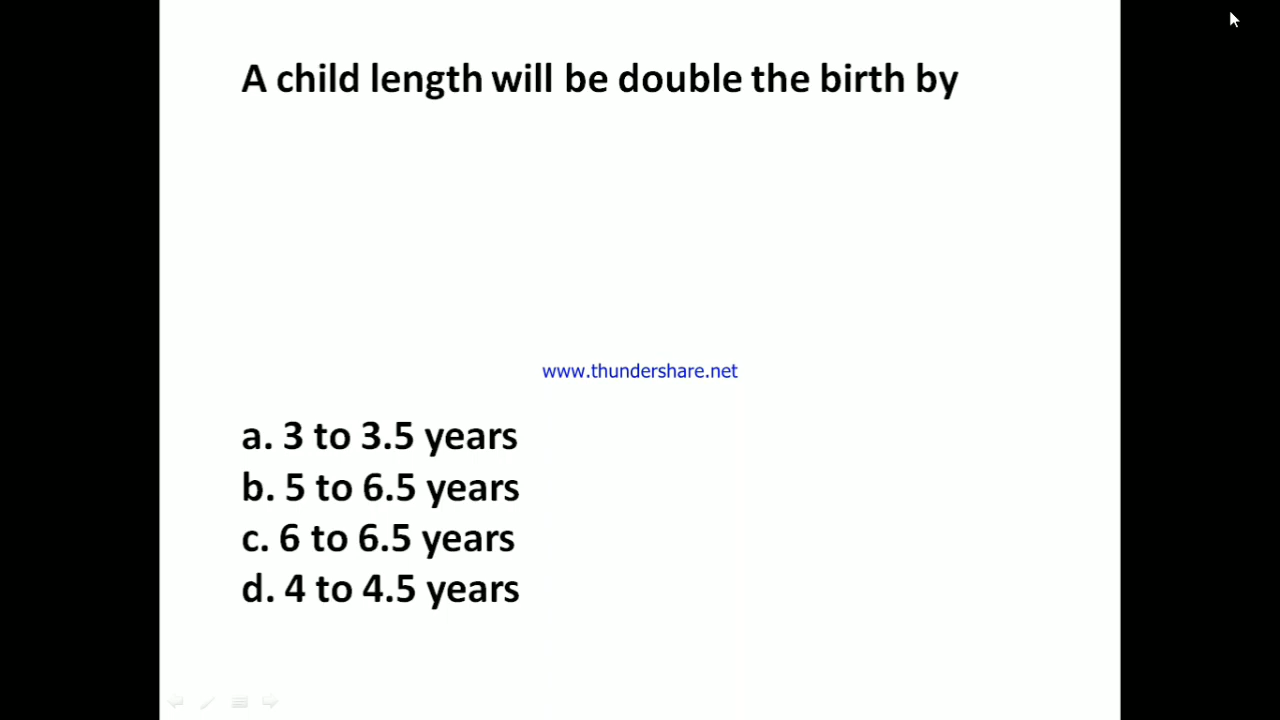 A child length will be double the birth by
www.thundershare.net
a. 3 to 3.5 years
b. 5 to 6.5 years
c. 6 to 6.5 years
d. 4 to 4.5 years